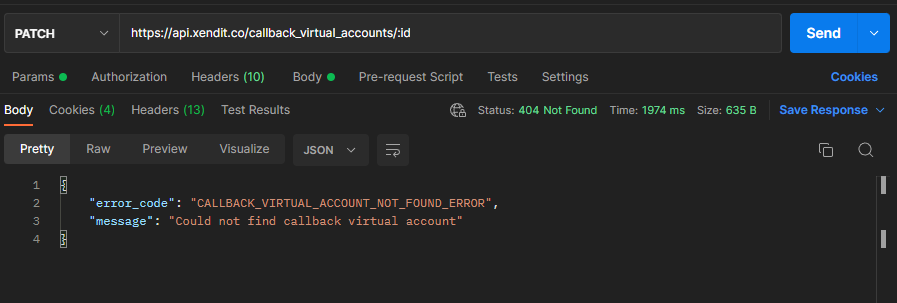 PATCH
https://api.xendit.co/callback_virtual_accounts/:id
Send
Params
Authorization
Headers (10)
Body
Pre-request Script
Tests
Settings
Cookies
Body
Cookies (4)
Headers (13)
Test Results
Status: 404 Not Found
Time: 1974 ms
Size: 635 B
Save Response
Pretty
Raw
Preview
Visualize
JSON
1 {
2 "error_code": "CALLBACK_VIRTUAL_ACCOUNT_NOT_FOUND_ERROR",
3 "message": "Could not find callback virtual account"
4 }